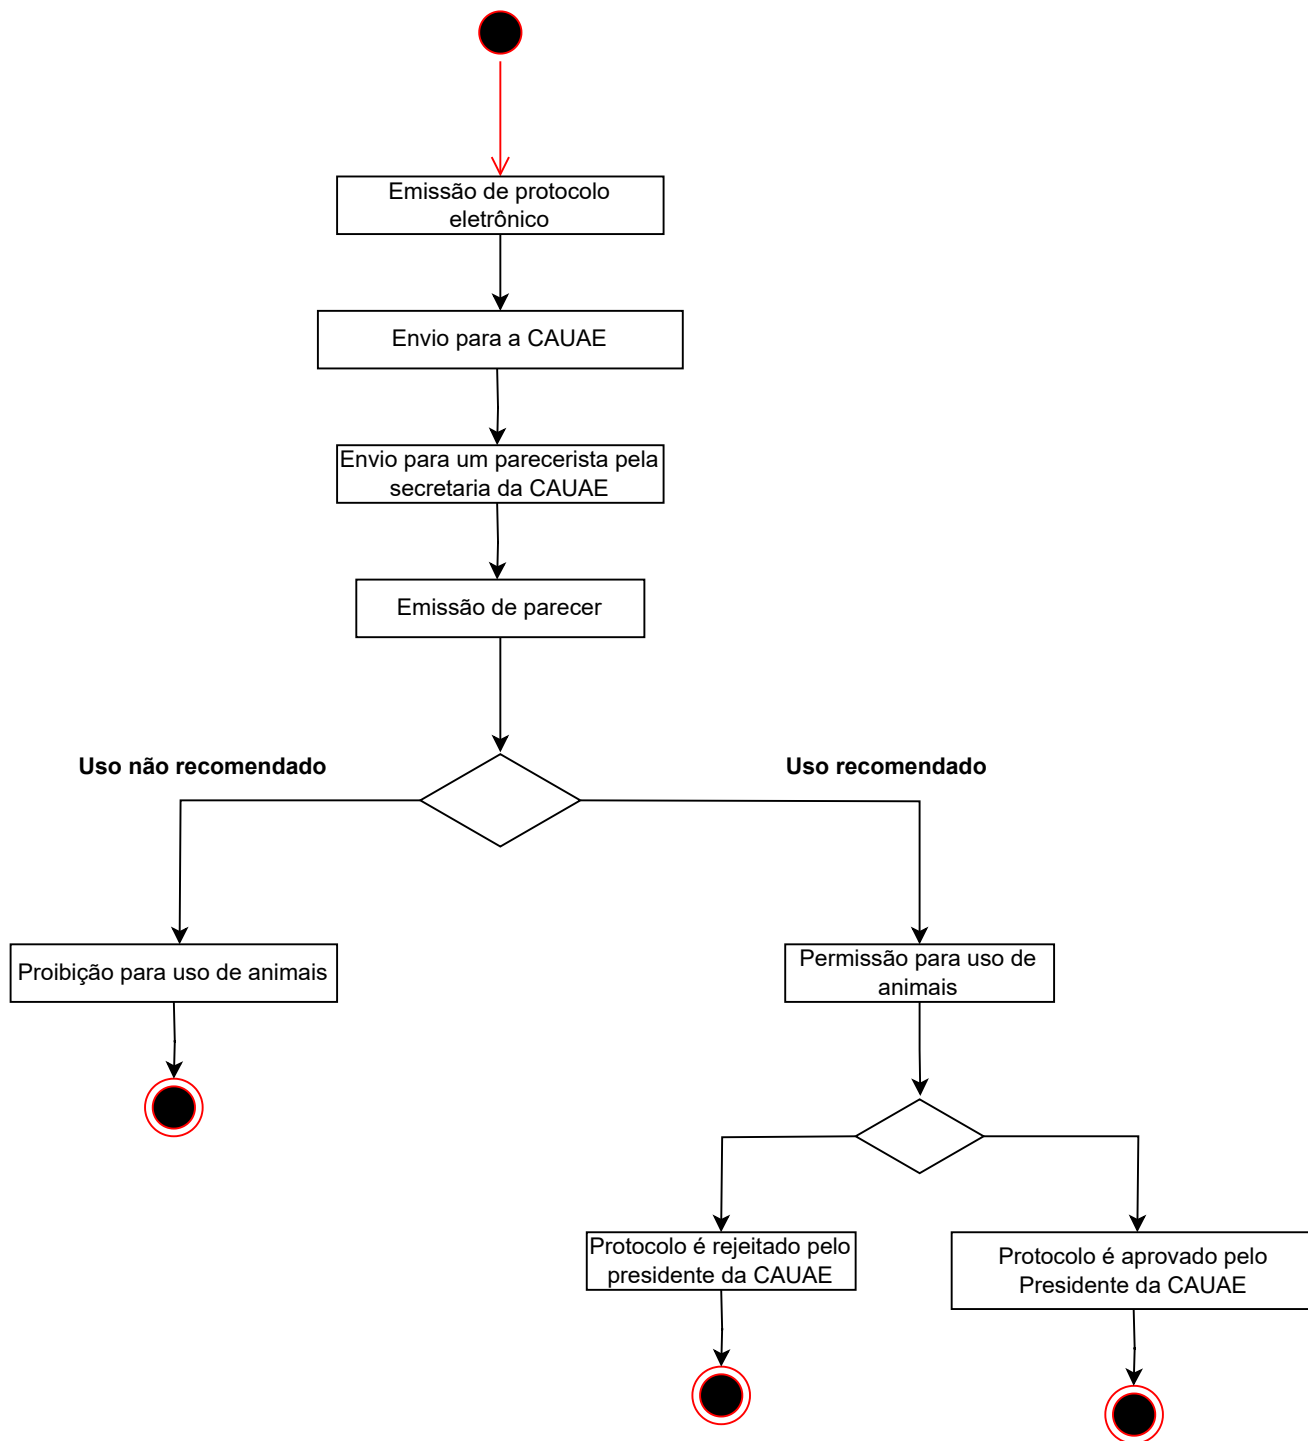 Emissão de protocolo
eletrônico
Envio para a CAUAE
Envio para um parecerista pela
secretaria da CAUAE
Emissão de parecer
Uso não recomendado
Uso recomendado
Proibição para uso de animais
Permissão para uso de
animais
Protocolo é rejeitado pelo
presidente da CAUAE
Protocolo é aprovado pelo
Presidente da CAUAE